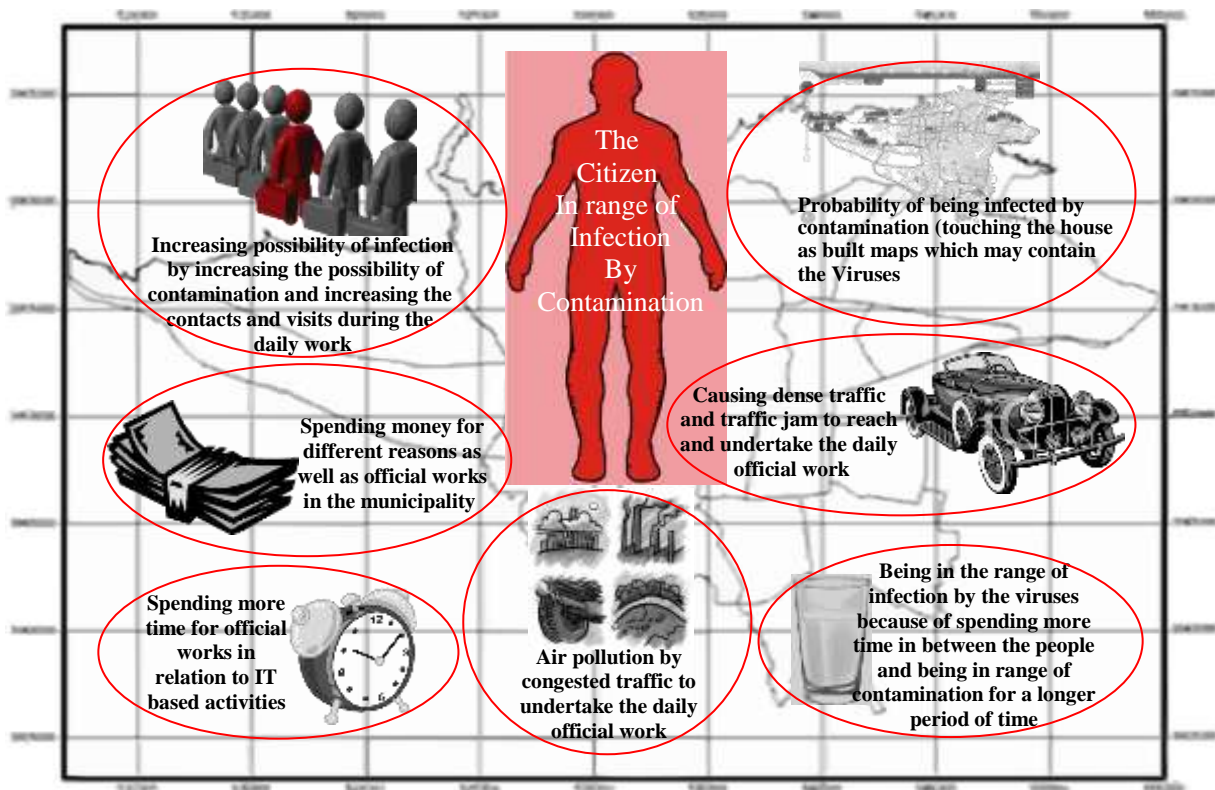 The
Citizen
In range of
Infection
By
Contamination
Increasing possibility of infection
by increasing the possibility of
contamination and increasing the
contacts and visits during the
daily work
Probability of being infected by
contamination (touching the house
as built maps which may contain
the Viruses
Spending money for
different reasons as
well as official works
in the municipality
Causing dense traffic
and traffic jam to reach
and undertake the daily
official work
Spending more
time for official
works in
relation to IT
based activities
12
9
3
6
Air pollution by
congested traffic to
undertake the daily
official work
Being in the range of
infection by the viruses
because of spending more
time in between the people
and being in range of
contamination for a longer
period of time